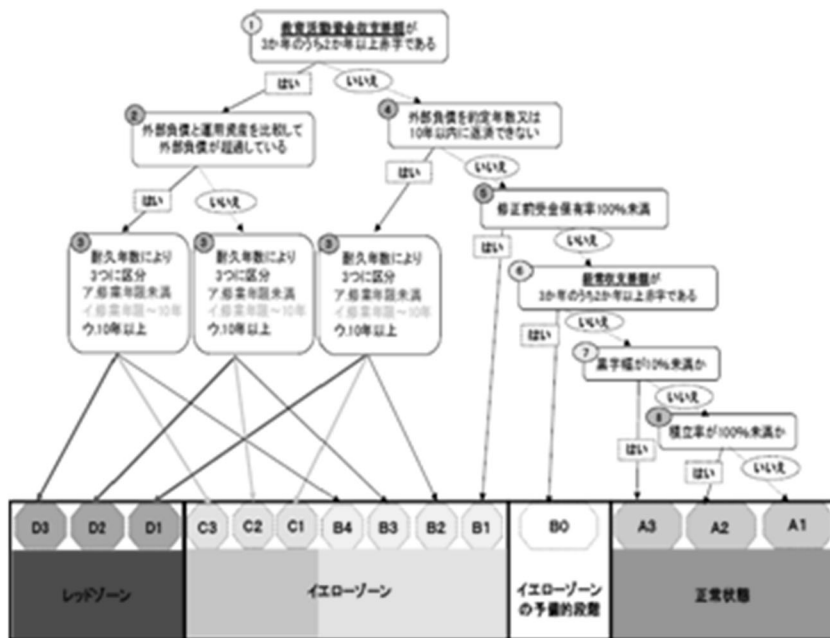 1
教育活動資金収支差額が
3か年のうち2か年以上赤字である
はい
いいえ
2
外部負債と運用資産を比較して
外部負債が超過している
4
外部負債を約定年数又は
10年以内に返済できない
はい
いいえ
はい
いいえ
5
修正前受金保有率100%未満
はい
いいえ
3
耐久年数により
3つに区分
ア.修業年限未満
イ.修業年限～10年
ウ.10年以上
3
耐久年数により
3つに区分
ア.修業年限未満
イ.修業年限～10年
ウ.10年以上
3
耐久年数により
3つに区分
ア.修業年限未満
イ.修業年限～10年
ウ.10年以上
6
経常収支差額が
3か年のうち2か年以上赤字である
はい
いいえ
7
黒字幅が10%未満か
はい
いいえ
8
積立率が100%未満か
はい
いいえ
D3
D2
D1
C3
C2
C1
B4
B3
B2
B1
B0
A3
A2
A1
レッドゾーン
イエローゾーン
イエローゾーン
の予備的段階
正常状態